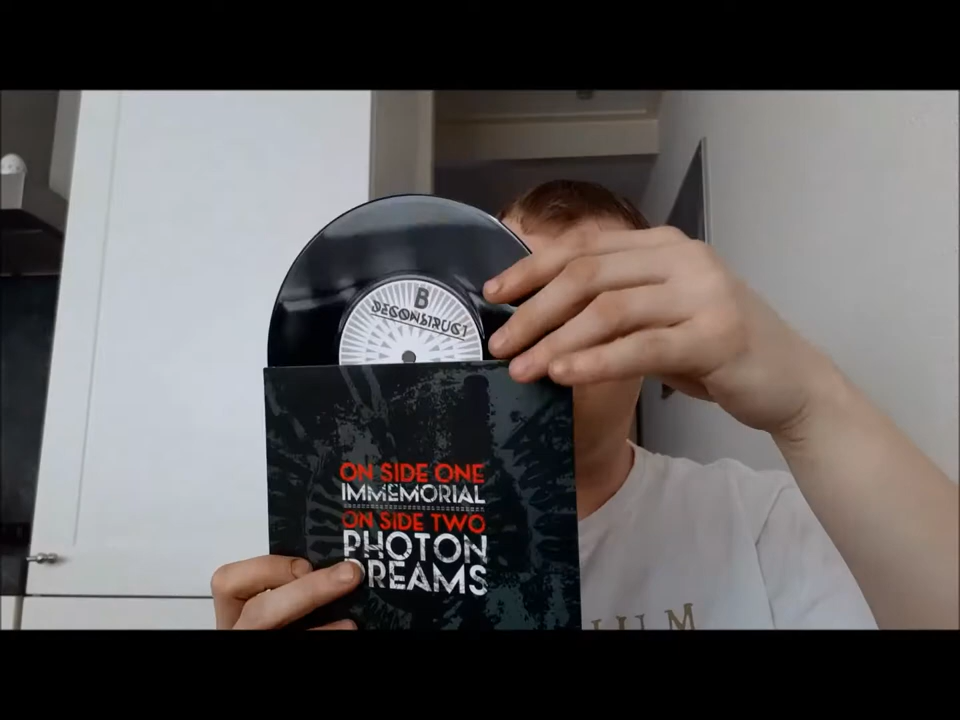 B
DECONSTRUCT
ON SIDE ONE
IMMEMORIAL
ON SIDE TWO
PHOTON
DREAMS